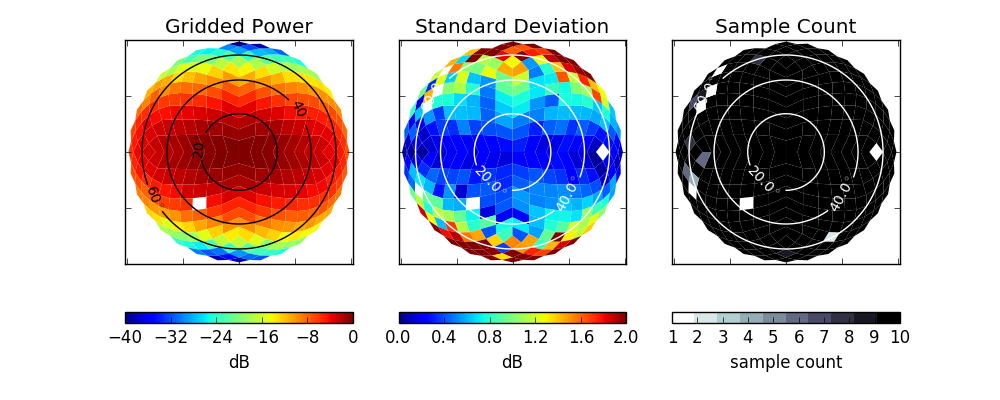 Gridded Power
Standard Deviation
Sample Count
40
20
60°
20.0°
40.0°
20.0°
40.0°
−40 −32 −24 −16 −8 0
0.0 0.4 0.8 1.2 1.6 2.0
1 2 3 4 5 6 7 8 9 10
dB
dB
sample count